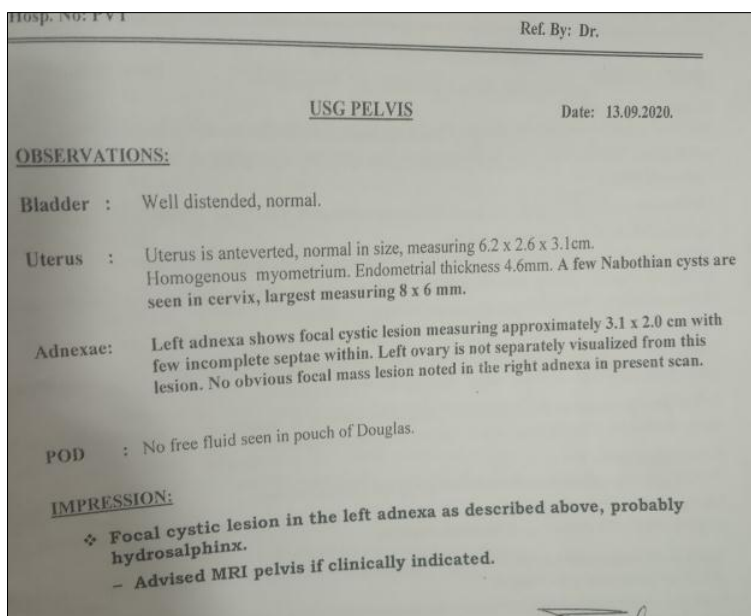 Hosp. No: PVT
Ref. By: Dr.
USG PELVIS
Date: 13.09.2020.
OBSERVATIONS:
Bladder : Well distended, normal.
Uterus : Uterus is anteverted, normal in size, measuring 6.2 x 2.6 x 3.1cm.
Homogenous myometrium. Endometrial thickness 4.6mm. A few Nabothian cysts are
seen in cervix, largest measuring 8 x 6 mm.
Adnexae: Left adnexa shows focal cystic lesion measuring approximately 3.1 x 2.0 cm with
few incomplete septae within. Left ovary is not separately visualized from this
lesion. No obvious focal mass lesion noted in the right adnexa in present scan.
POD : No free fluid seen in pouch of Douglas.
IMPRESSION:
❖ Focal cystic lesion in the left adnexa as described above, probably
hydrosalphinx.
– Advised MRI pelvis if clinically indicated.